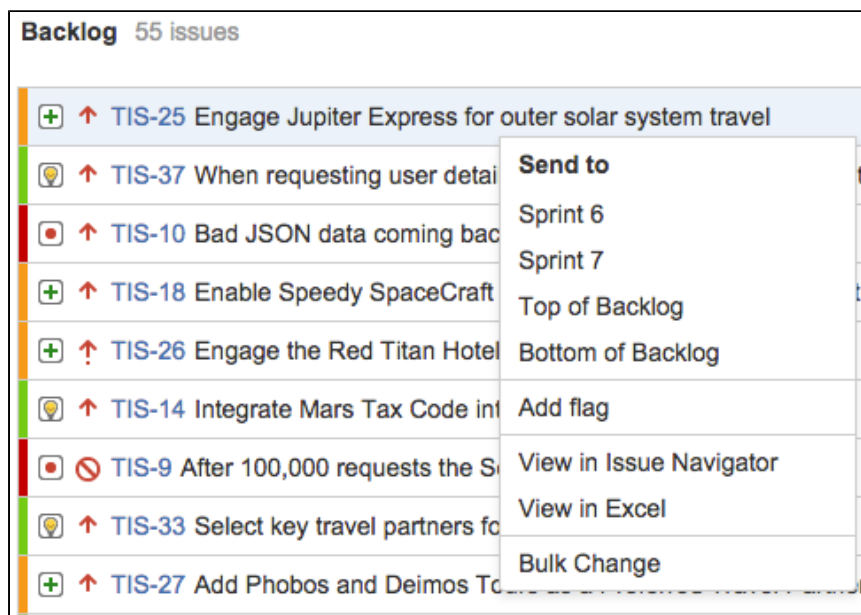 Backlog 55 issues
TIS-25 Engage Jupiter Express for outer solar system travel
TIS-37 When requesting user detai
TIS-10 Bad JSON data coming bac
TIS-18 Enable Speedy SpaceCraft
TIS-26 Engage the Red Titan Hotel
TIS-14 Integrate Mars Tax Code int
TIS-9 After 100,000 requests the S
TIS-33 Select key travel partners fo
TIS-27 Add Phobos and Deimos
Send to
Sprint 6
Sprint 7
Top of Backlog
Bottom of Backlog
Add flag
View in Issue Navigator
View in Excel
Bulk Change